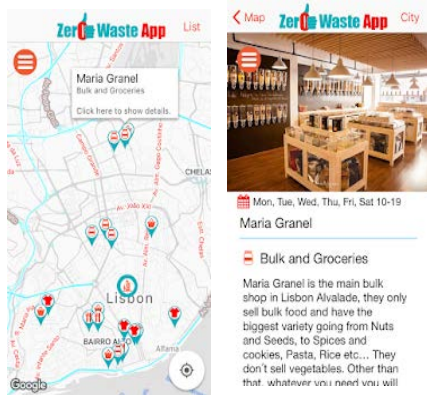 Zero Waste App
List
Maria Granel
Bulk and Groceries
Click here to show details.
CHELAS
Lisbon
BAIRRO ALTO
Alfama
Google
Map
Zero Waste App
City
Mon, Tue, Wed, Thu, Fri, Sat 10-19
Maria Granel
Bulk and Groceries
Maria Granel is the main bulk
shop in Lisbon Alvalade, they only
sell bulk food and have the
biggest variety going from Nuts
and Seeds, to Spices and
cookies, Pasta, Rice etc... They
don´t sell vegetables. Other than
that, whatever you need you will